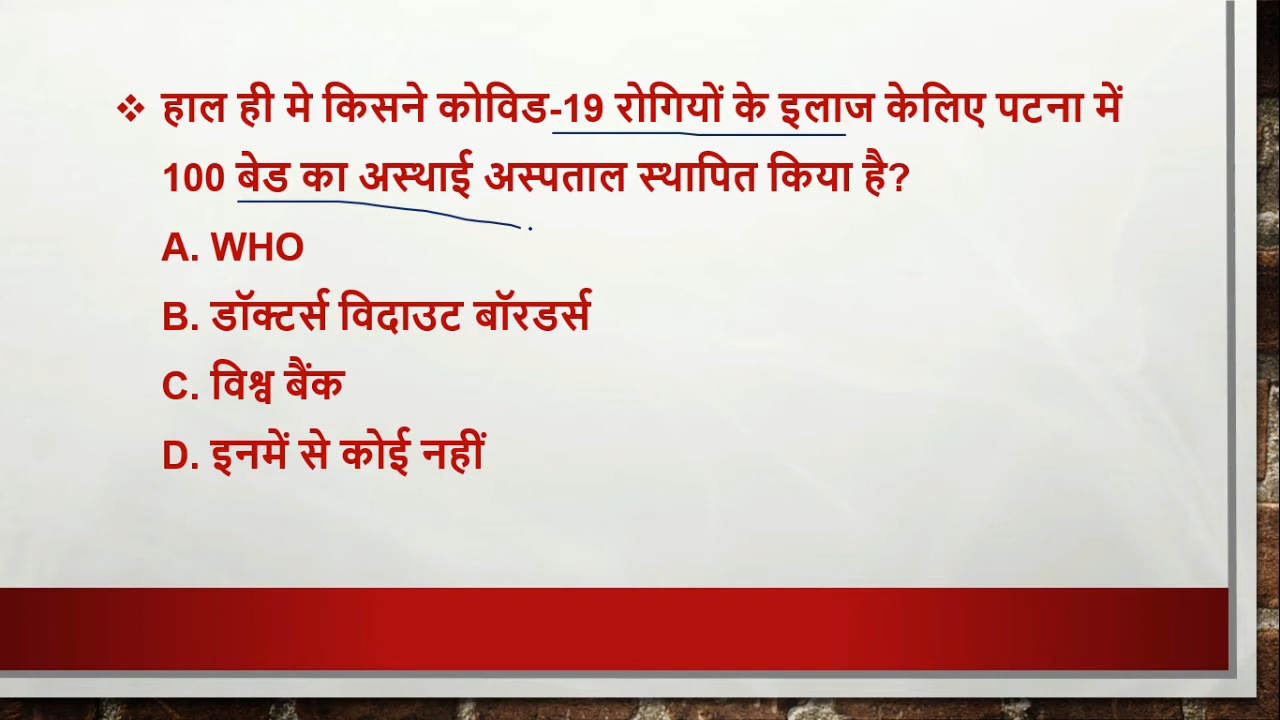 ❖ हाल ही मे किसने कोविड-19 रोगियों के इलाज केलिए पटना में
100 बेड का अस्थाई अस्पताल स्थापित किया है?
A. WHO
B. डॉक्टर्स विदाउट बॉरडर्स
C. विश्व बैंक
D. इनमें से कोई नहीं